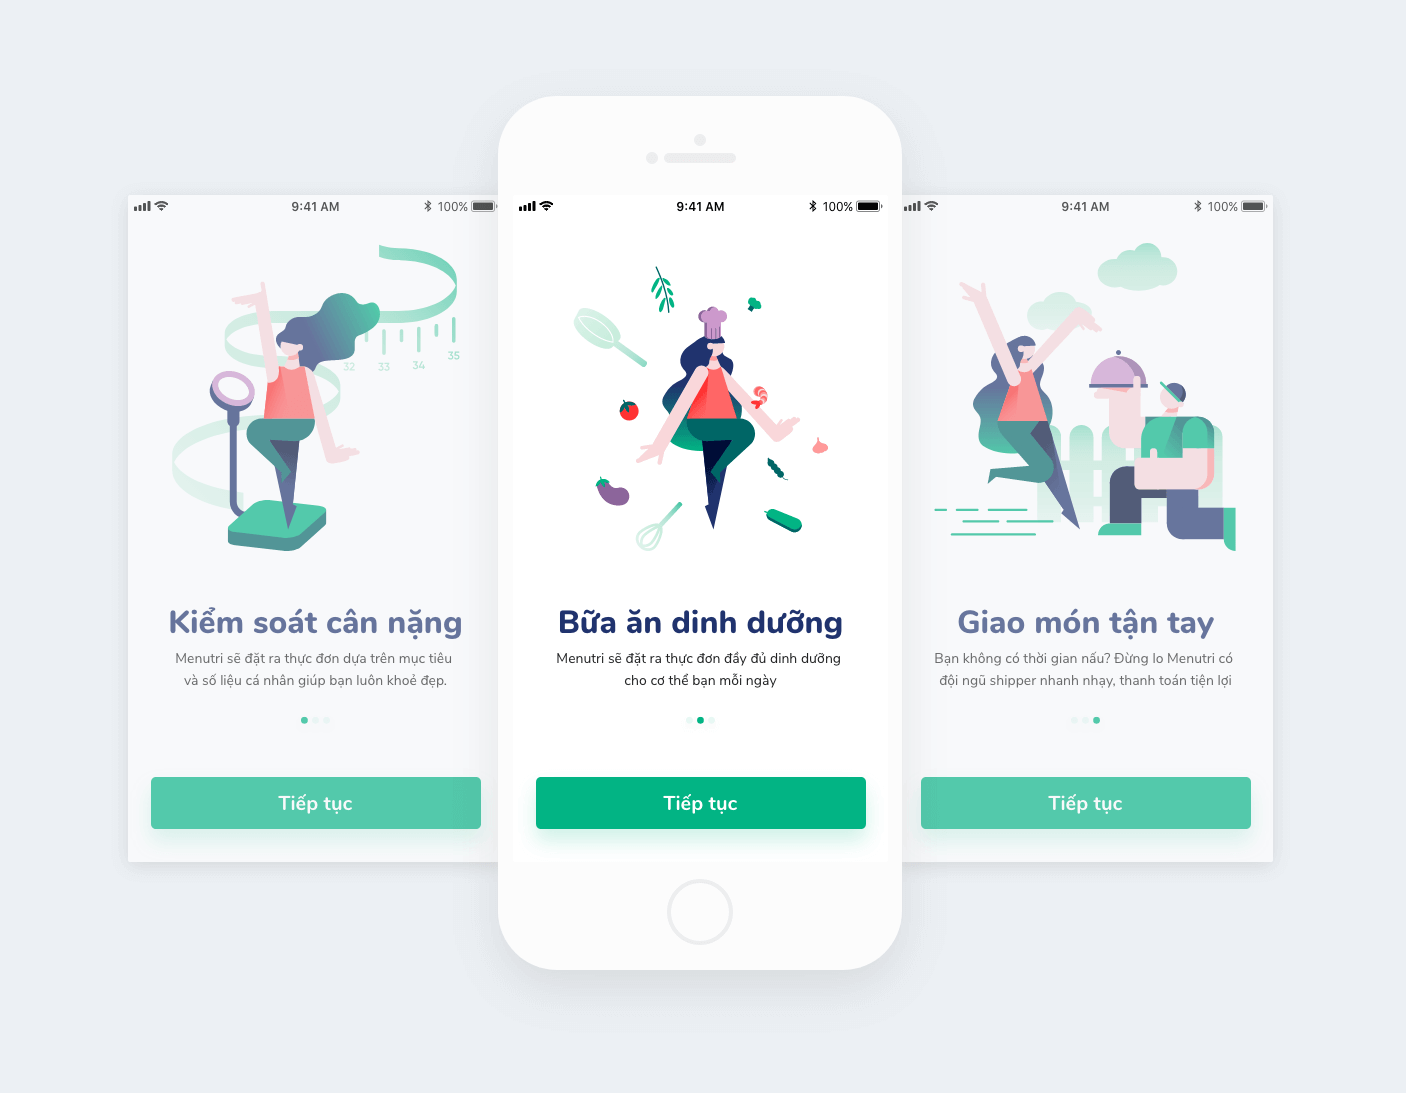 9:41 AM
100%
32
33
34
35
Kiểm soát cân nặng
Menutri sẽ đặt ra thực đơn dựa trên mục tiêu
và số liệu cá nhân giúp bạn luôn khoẻ đẹp.
Tiếp tục
9:41 AM
100%
Bữa ăn dinh dưỡng
Menutri sẽ đặt ra thực đơn đầy đủ dinh dưỡng
cho cơ thể bạn mỗi ngày
Tiếp tục
9:41 AM
100%
Giao món tận tay
Bạn không có thời gian nấu? Đừng lo Menutri có
đội ngũ shipper nhanh nhạy, thanh toán tiện lợi
Tiếp tục